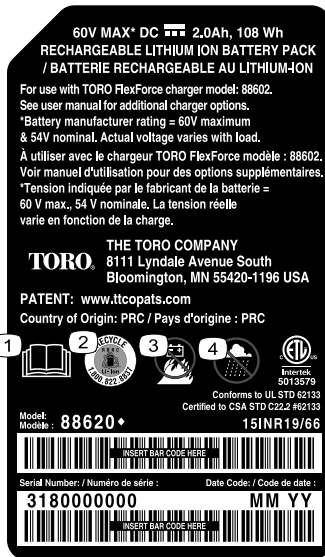 60V MAX* DC 2.0Ah, 108 Wh
RECHARGEABLE LITHIUM ION BATTERY PACK
/ BATTERIE RECHARGEABLE AU LITHIUM-ION
For use with TORO FlexForce charger model: 88602.
See user manual for additional charger options.
*Battery manufacturer rating = 60V maximum
& 54V nominal. Actual voltage varies with load.
À utiliser avec le chargeur TORO FlexForce modèle : 88602.
Voir manuel d'utilisation pour des options supplémentaires.
*Tension indiquée par le fabricant de la batterie =
60 V max., 54 V nominale. La tension réelle
varie en fonction de la charge.
TORO®
THE TORO COMPANY
8111 Lyndale Avenue South
Bloomington, MN 55420-1196 USA
PATENT: www.ttcopats.com
Country of Origin: PRC / Pays d'origine : PRC
1
2
3
4
RECYCLE
RBRC
Li-Ion
1.800.822.8837
c ETL us
Intertek
5013579
Conforms to UL STD 62133
Certified to CSA STD C22.2 #62133
Model:
Modèle : 88620
15INR19/66
INSERT BAR CODE HERE
Serial Number: / Numéro de série : Date Code: / Code de date :
3180000000 MM YY
INSERT BAR CODE HERE